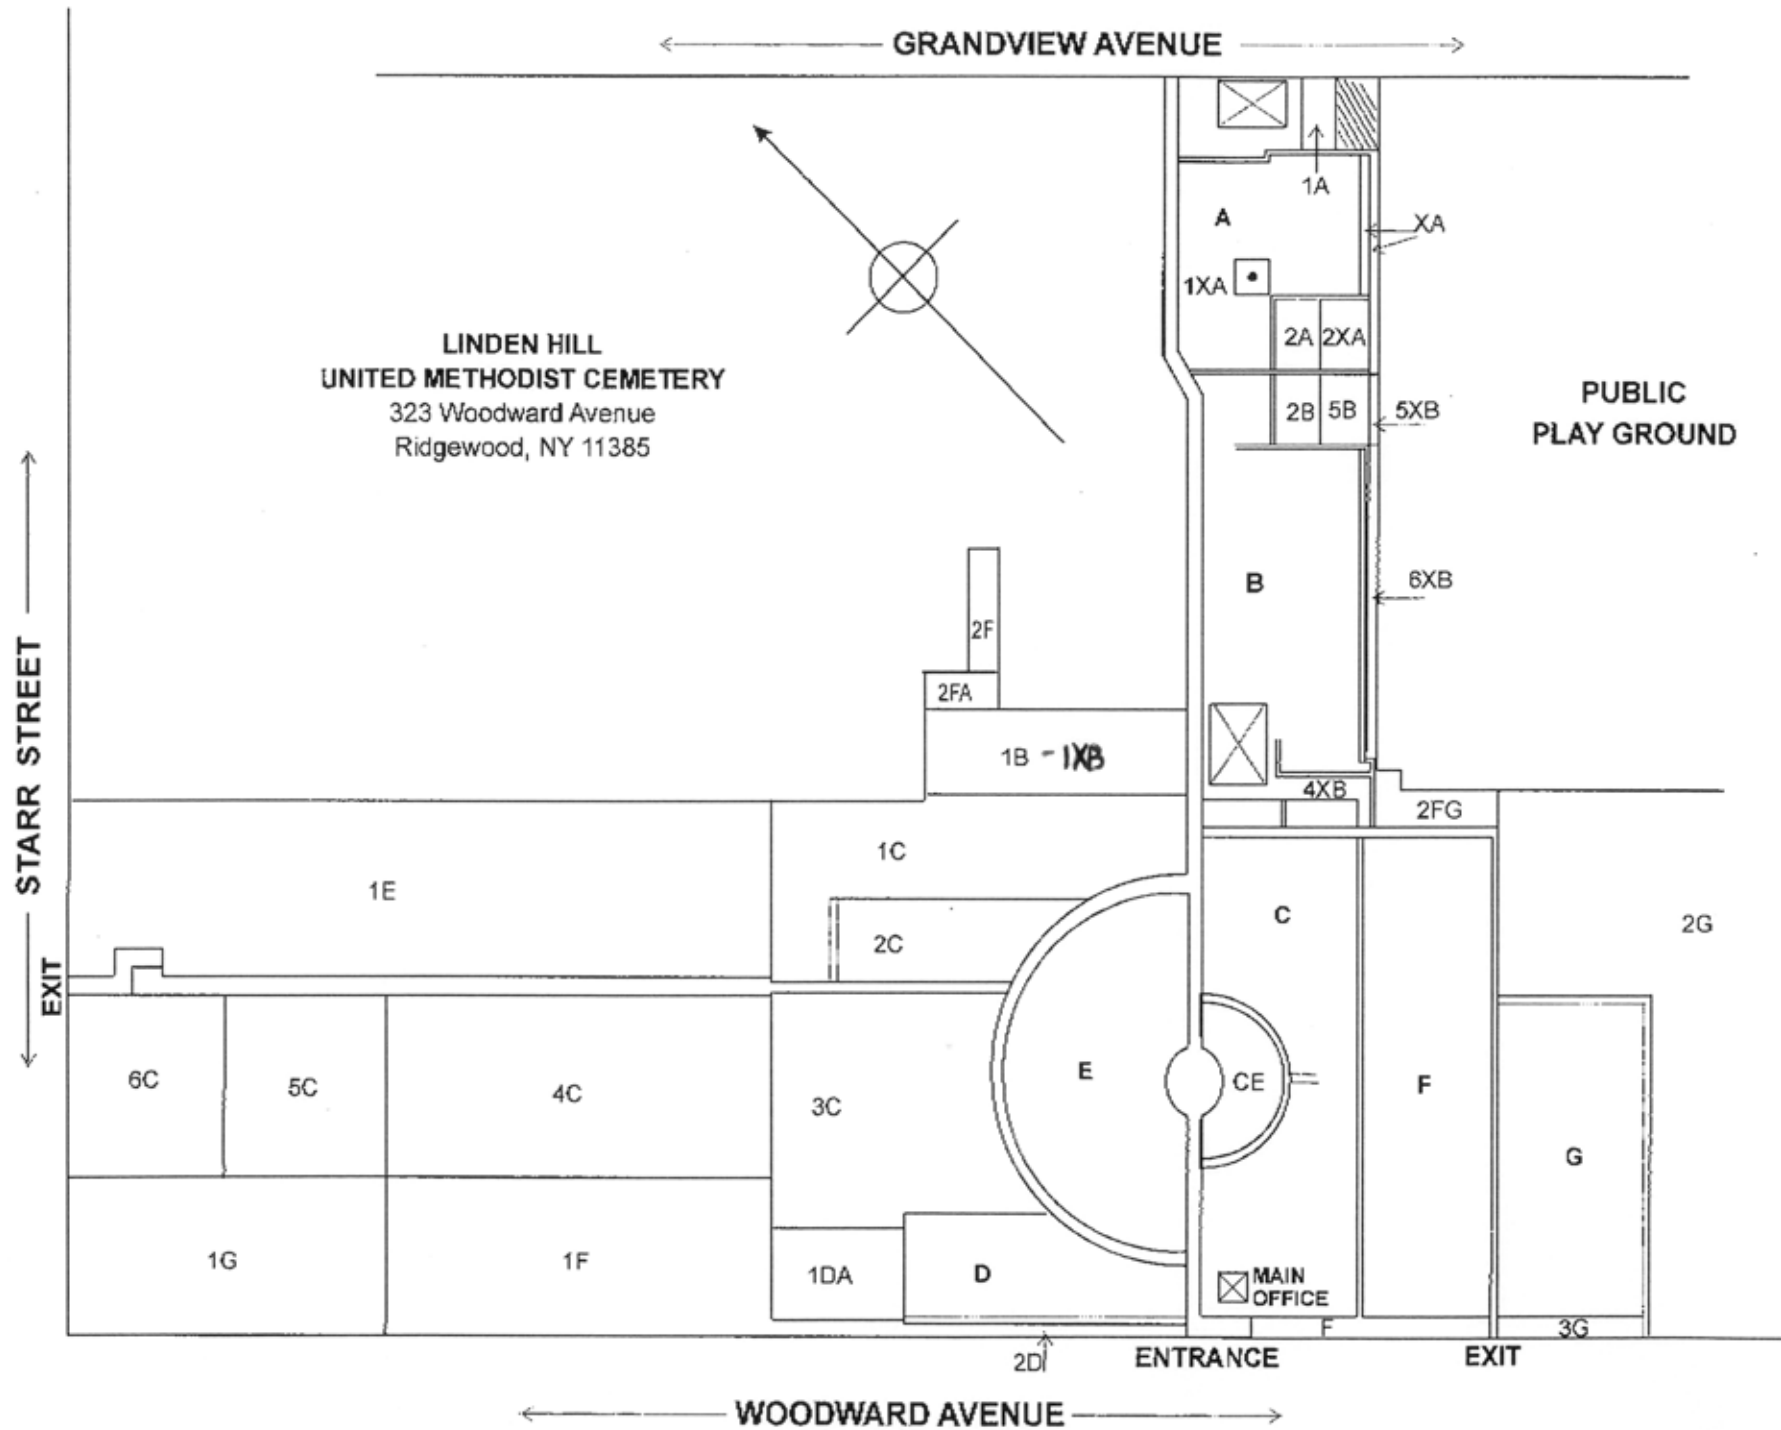 GRANDVIEW AVENUE
1A
A
XA
1XA
LINDEN HILL
UNITED METHODIST CEMETERY
323 Woodward Avenue
Ridgewood, NY 11385
2A
2XA
PUBLIC
PLAY GROUND
2B
5B
5XB
B
6XB
2F
2FA
1B - 1XB
4XB
2FG
STARR STREET
1C
1E
C
2G
2C
EXIT
6C
5C
4C
3C
E
CE
F
G
1G
1F
1DA
D
MAIN
OFFICE
F
3G
2D
ENTRANCE
EXIT
WOODWARD AVENUE